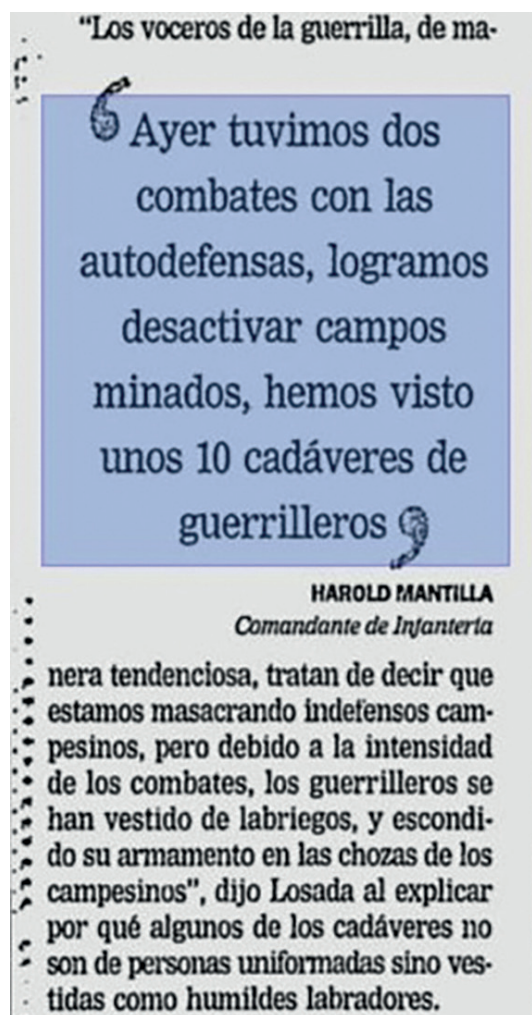 “Los voceros de la guerrilla, de ma-
‘Ayer tuvimos dos
combates con las
autodefensas, logramos
desactivar campos
minados, hemos visto
unos 10 cadáveres de
guerrilleros’
HAROLD MANTILLA
Comandante de Infantería
nera tendenciosa, tratan de decir que
estamos masacrando indefensos cam-
pesinos, pero debido a la intensidad
de los combates, los guerrilleros se
han vestido de labriegos, y escondi-
do su armamento en las chozas de los
campesinos", dijo Losada al explicar
por qué algunos de los cadáveres no
son de personas uniformadas sino ves-
tidas como humildes labradores.